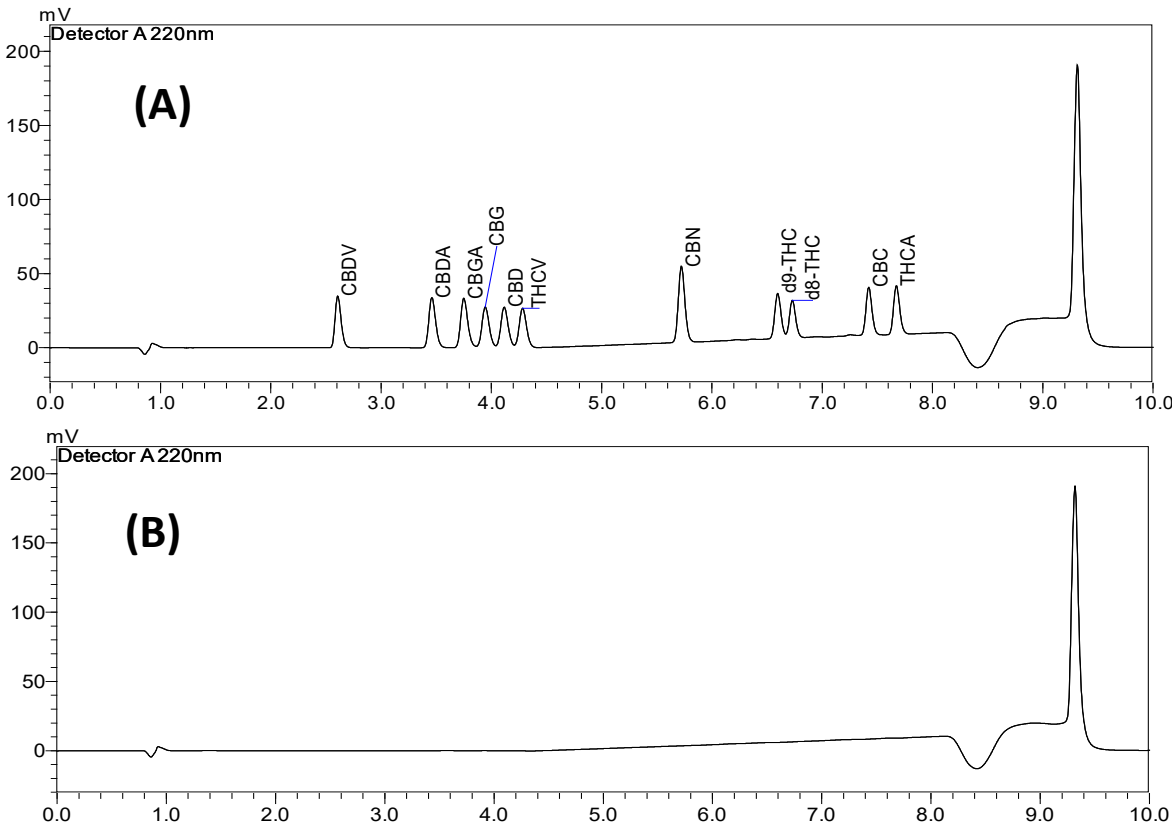 mV
Detector A 220nm
200
150
100
50
0
(A)
CBDV
CBDA
CBGA
CBG
CBD
THCV
CBN
d9-THC
d8-THC
CBC
THCA
0.0 1.0 2.0 3.0 4.0 5.0 6.0 7.0 8.0 9.0 10.0
mV
Detector A 220nm
200
150
100
50
0
(B)
0.0 1.0 2.0 3.0 4.0 5.0 6.0 7.0 8.0 9.0 10.0